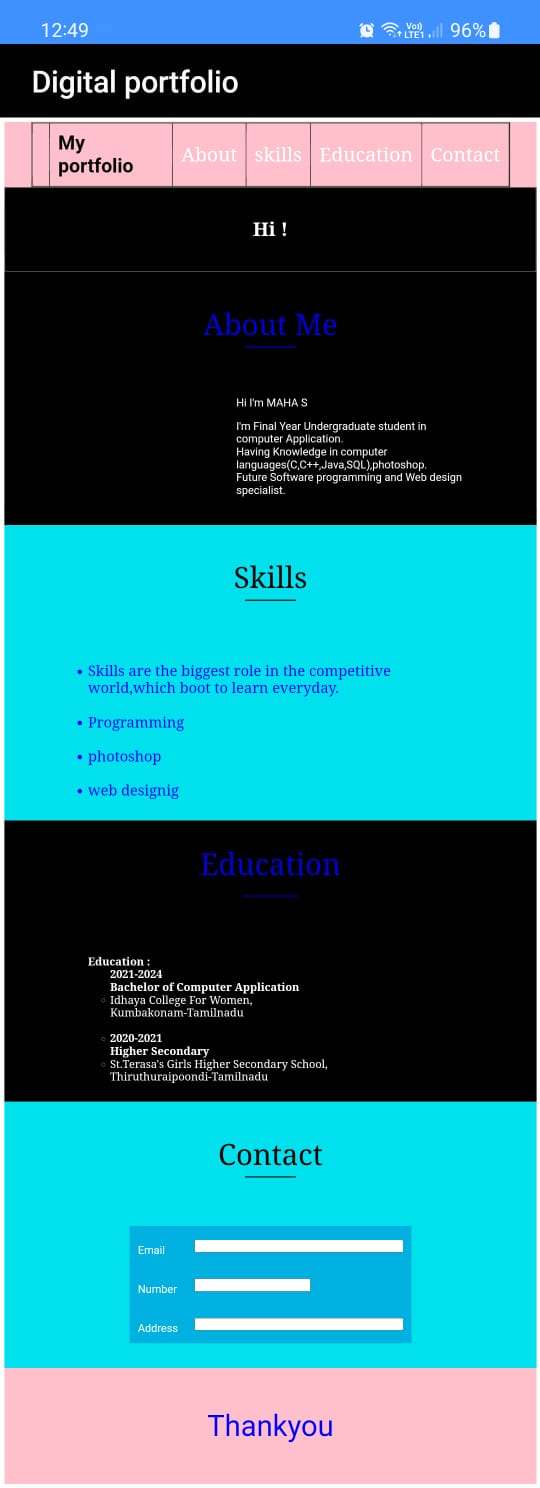 12:49
Vo))
LTE1
96%
Digital portfolio
My
portfolio
About
skills
Education
Contact
Hi !
About Me
Hi I'm MAHA S
I'm Final Year Undergraduate student in
computer Application.
Having Knowledge in computer
languages(C,C++,Java,SQL),photoshop.
Future Software programming and Web design
specialist.
Skills
• Skills are the biggest role in the competitive
world,which boot to learn everyday.
• Programming
• photoshop
• web designig
Education
Education :
2021-2024
Bachelor of Computer Application
◦ Idhaya College For Women,
Kumbakonam-Tamilnadu
◦ 2020-2021
Higher Secondary
◦ St.Terasa's Girls Higher Secondary School,
Thiruthuraipoondi-Tamilnadu
Contact
Email
Number
Address
Thankyou